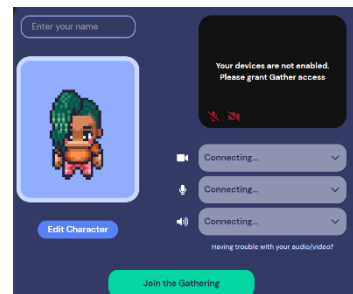 Enter your name
Your devices are not enabled.
Please grant Gather access
Connecting...
Connecting...
Connecting...
Edit Character
Having trouble with your audio/video?
Join the Gathering